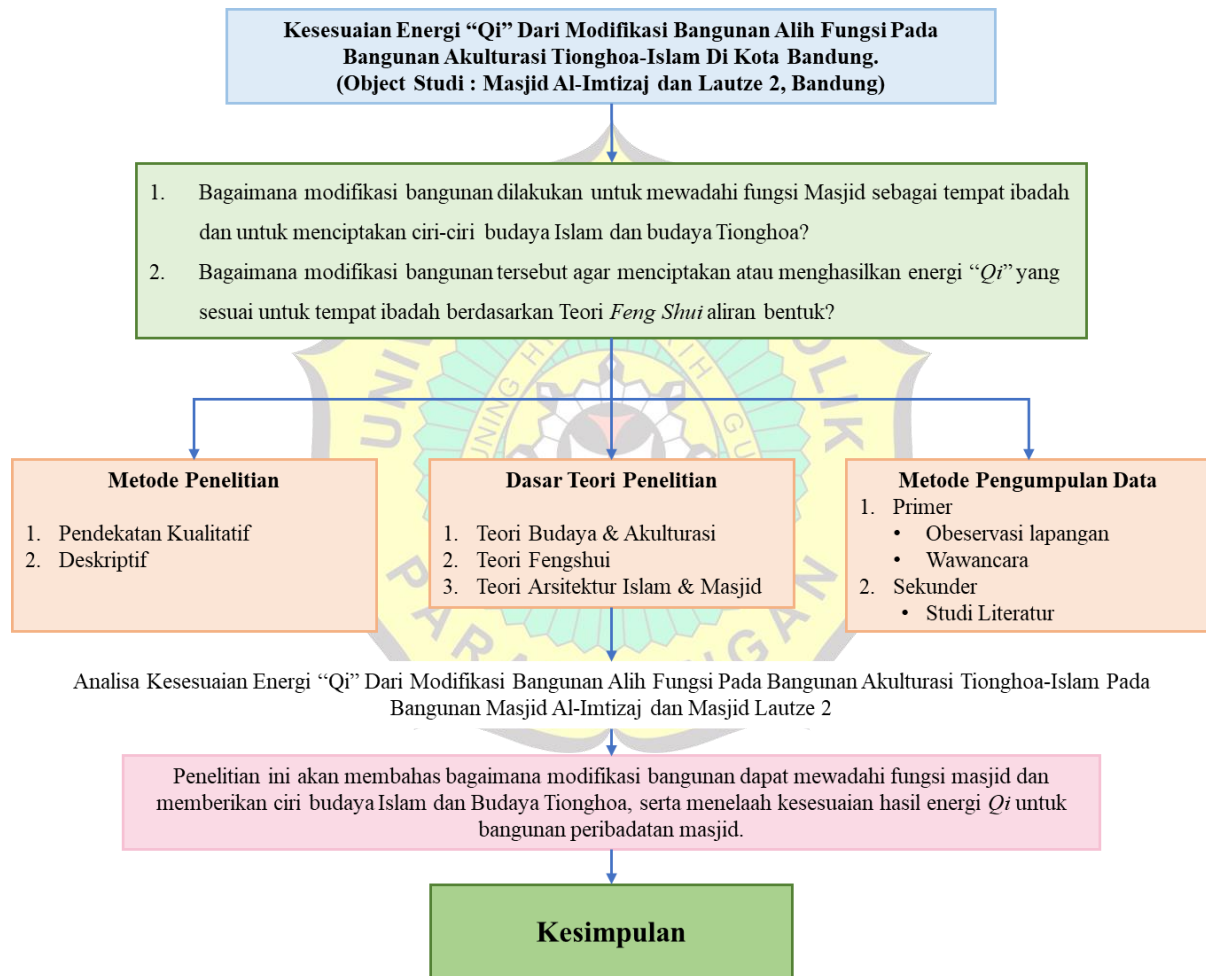 Kesesuaian Energi “Qi” Dari Modifikasi Bangunan Alih Fungsi Pada
Bangunan Akulturasi Tionghoa-Islam Di Kota Bandung.
(Object Studi : Masjid Al-Imtizaj dan Lautze 2, Bandung)
1. Bagaimana modifikasi bangunan dilakukan untuk mewadahi fungsi Masjid sebagai tempat ibadah
dan untuk menciptakan ciri-ciri budaya Islam dan budaya Tionghoa?
2. Bagaimana modifikasi bangunan tersebut agar menciptakan atau menghasilkan energi “Qi” yang
sesuai untuk tempat ibadah berdasarkan Teori Feng Shui aliran bentuk?
Metode Penelitian
1. Pendekatan Kualitatif
2. Deskriptif
Dasar Teori Penelitian
1. Teori Budaya & Akulturasi
2. Teori Fengshui
3. Teori Arsitektur Islam & Masjid
Metode Pengumpulan Data
1. Primer
• Obeservasi lapangan
• Wawancara
2. Sekunder
• Studi Literatur
Analisa Kesesuaian Energi “Qi” Dari Modifikasi Bangunan Alih Fungsi Pada Bangunan Akulturasi Tionghoa-Islam Pada
Bangunan Masjid Al-Imtizaj dan Masjid Lautze 2
Penelitian ini akan membahas bagaimana modifikasi bangunan dapat mewadahi fungsi masjid dan
memberikan ciri budaya Islam dan Budaya Tionghoa, serta menelaah kesesuaian hasil energi Qi untuk
bangunan peribadatan masjid.
Kesimpulan